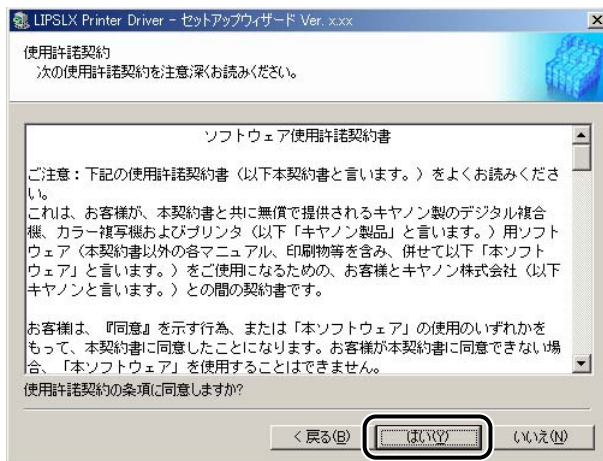 LIPSLX Printer Driver - セットアップウィザード Ver. x.xx
使用許諾契約
次の使用許諾契約を注意深くお読みください。
ソフトウェア使用許諾契約書
ご注意：下記の使用許諾契約書（以下本契約書と言います。）をよくお読みくださ
い。
これは、お客様が、本契約書と共に無償で提供されるキヤノン製のデジタル複合
機、カラー複写機およびプリンタ（以下「キヤノン製品」と言います。）用ソフト
ウェア（本契約書以外の各マニュアル、印刷物等を含み、併せて以下「本ソフト
ウェア」と言います。）をご使用になるための、お客様とキヤノン株式会社（以下
キヤノンと言います。）との間の契約書です。
お客様は、『同意』を示す行為、または「本ソフトウェア」の使用のいずれかを
もって、本契約書に同意したことになります。お客様が本契約書に同意できない場
合、「本ソフトウェア」を使用することはできません。
使用許諾契約の条項に同意しますか?
< 戻る(B)
はい(Y)
いいえ(N)